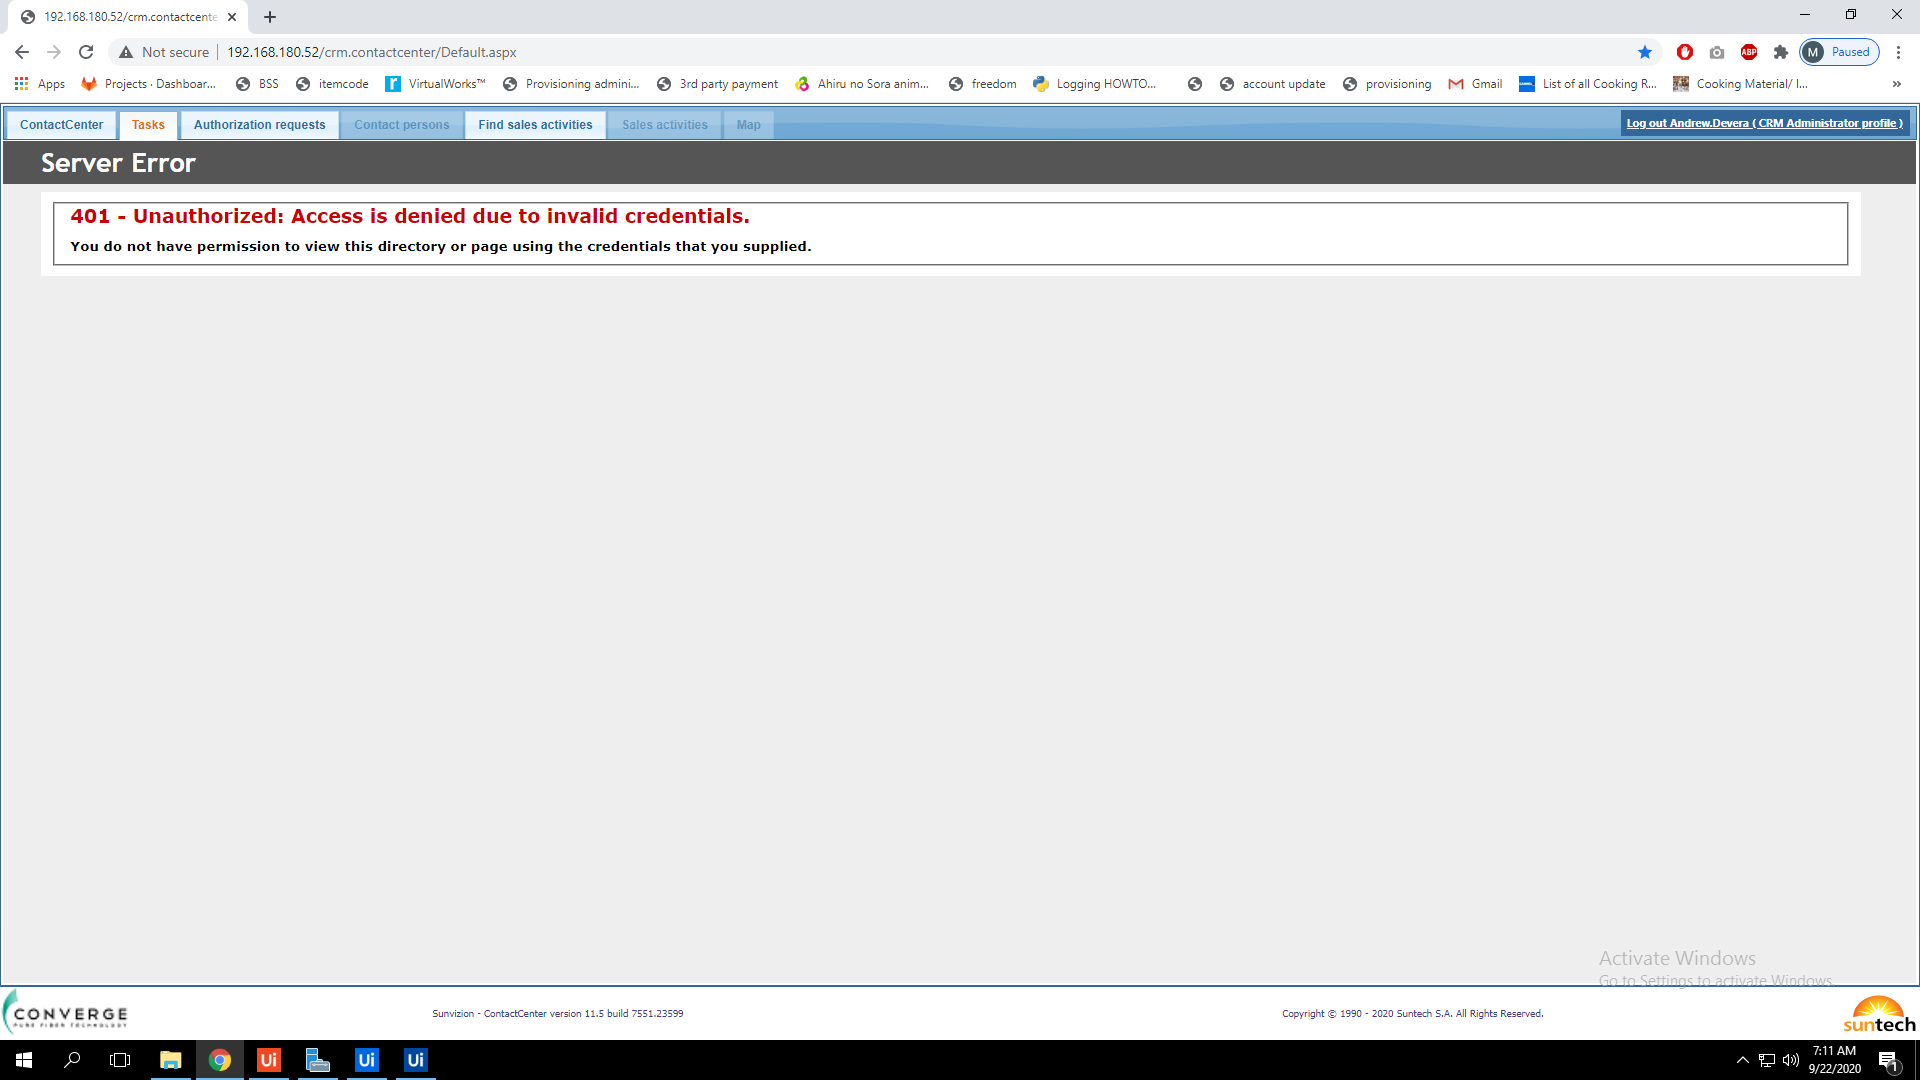 192.168.180.52/crm.contactcente
Not secure
192.168.180.52/crm.contactcenter/Default.aspx
ABP
M
Paused
Apps
Projects · Dashboar...
BSS
itemcode
VirtualWorks™
Provisioning admini...
3rd party payment
Ahiru no Sora anim...
freedom
Logging HOWTO...
account update
provisioning
Gmail
List of all Cooking R...
Cooking Material/ I...
»
ContactCenter
Tasks
Authorization requests
Contact persons
Find sales activities
Sales activities
Map
Log out Andrew.Devera ( CRM Administrator profile )
Server Error
401 - Unauthorized: Access is denied due to invalid credentials.
You do not have permission to view this directory or page using the credentials that you supplied.
Activate Windows
Go to Settings to activate Windows.
CONVERGE
PURE FIBER TECHNOLOGY
Sunvizion - ContactCenter version 11.5 build 7551.23599
Copyright © 1990 - 2020 Suntech S.A. All Rights Reserved.
suntech
Ui
Ui
Ui
7:11 AM
9/22/2020
1